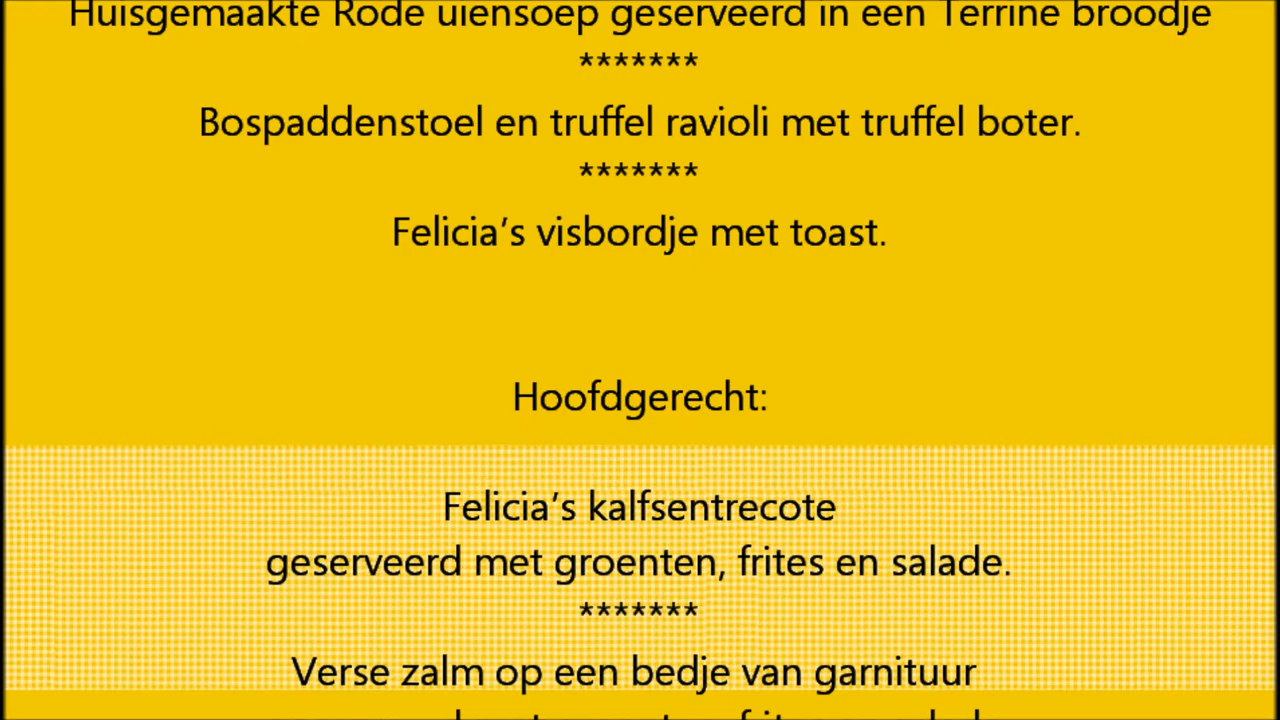 Huisgemaakte Rode uiensoep geserveerd in een Terrine broodje
*******
Bospaddenstoel en truffel ravioli met truffel boter.
*******
Felicia’s visbordje met toast.
Hoofdgerecht:
Felicia’s kalfsentrecote
geserveerd met groenten, frites en salade.
*******
Verse zalm op een bedje van garnituur